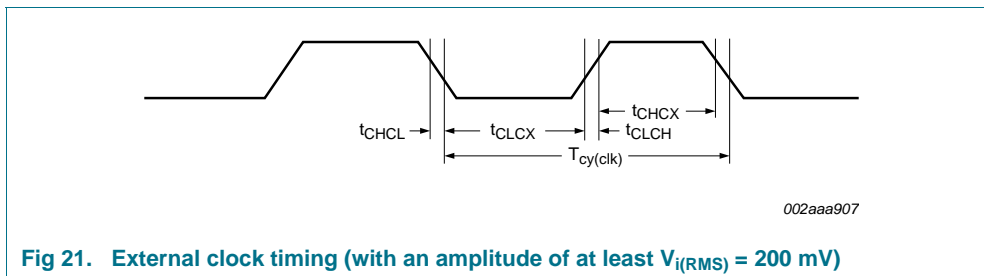 tCHCX
tCHCL tCLCX tCLCH
Tcy(clk)
002aaa907
Fig 21. External clock timing (with an amplitude of at least Vi(RMS) = 200 mV)